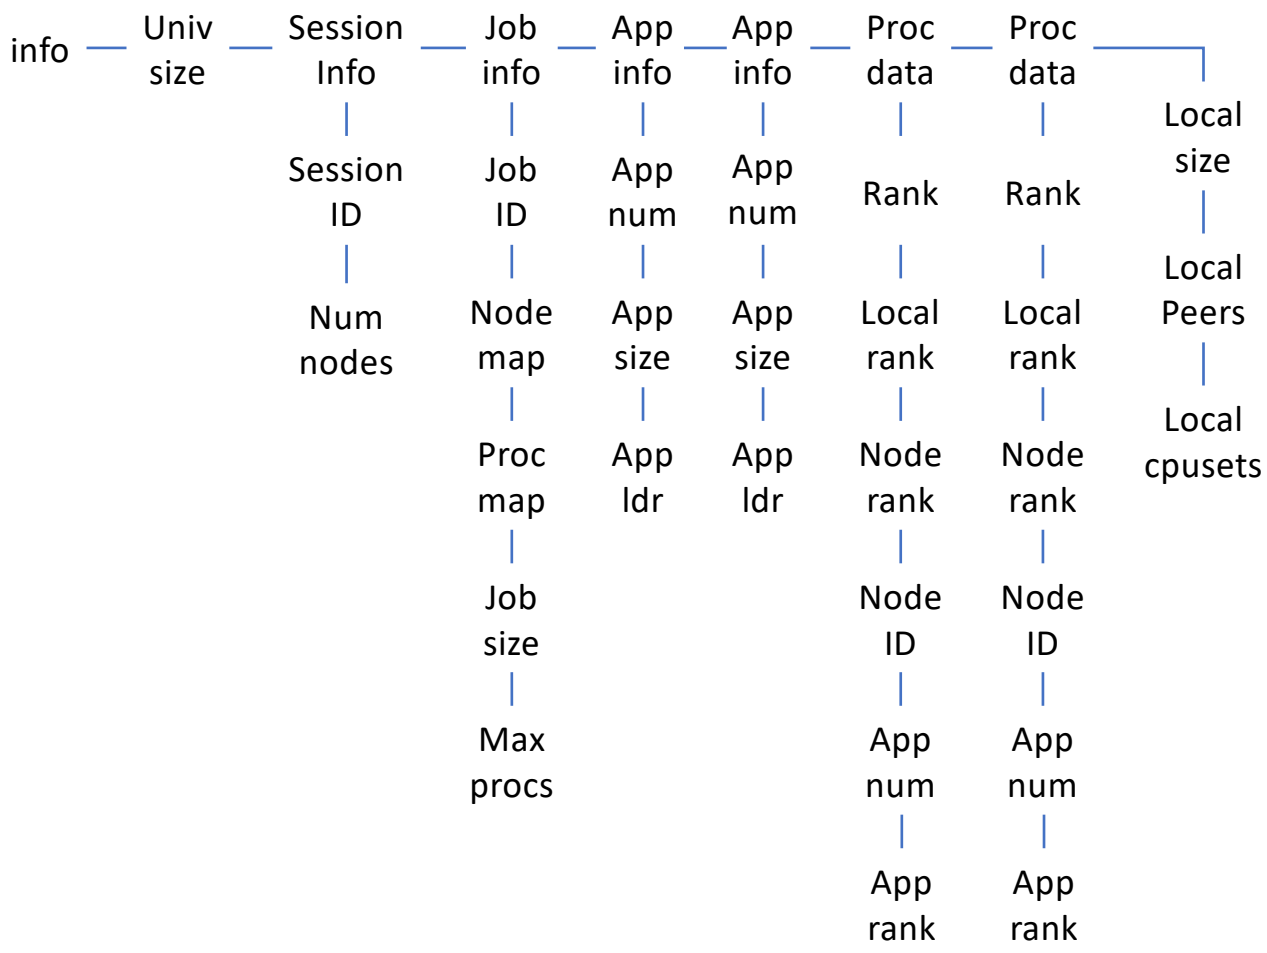 info
Univ
size
Session
Info
Session
ID
Num
nodes
Job
info
Job
ID
Node
map
Proc
map
Job
size
Max
procs
App
info
App
num
App
size
App
ldr
App
info
App
num
App
size
App
ldr
Proc
data
Rank
Local
rank
Node
rank
Node
ID
App
num
App
rank
Proc
data
Rank
Local
rank
Node
rank
Node
ID
App
num
App
rank
Local
size
Local
Peers
Local
cpusets